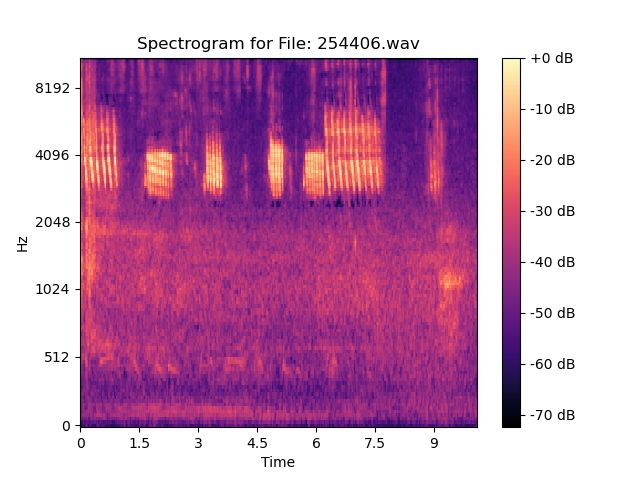 Spectrogram for File: 254406.wav
8192
4096
2048
1024
512
0
Hz
0 1.5 3 4.5 6 7.5 9
Time
+0 dB
-10 dB
-20 dB
-30 dB
-40 dB
-50 dB
-60 dB
-70 dB